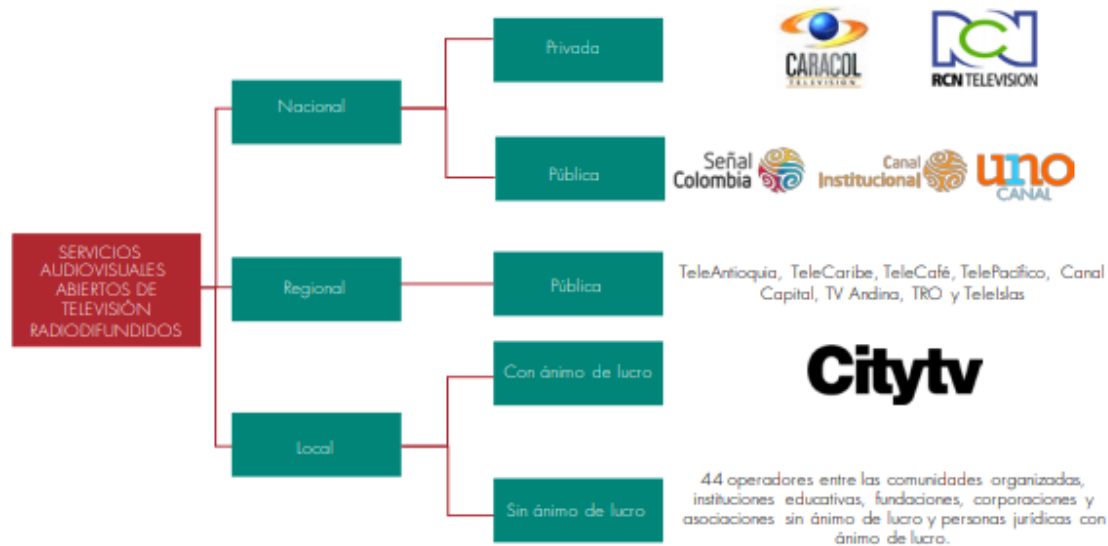 SERVICIOS
AUDIOVISUALES
ABIERTOS DE
TELEVISIÓN
RADIODIFUNDIDOS
Nacional
Privada
CARACOL
TELEVISIÓN
RCN TELEVISION
Pública
Señal
Colombia
Canal
Institucional
uno
CANAL
Regional
Pública
TeleAntioquia, TeleCaribe, TeleCafé, TelePacífico, Canal
Capital, TV Andina, TRO y TeleIslas
Local
Con ánimo de lucro
Citytv
Sin ánimo de lucro
44 operadores entre las comunidades organizadas,
instituciones educativas, fundaciones, corporaciones y
asociaciones sin ánimo de lucro y personas jurídicas con
ánimo de lucro.